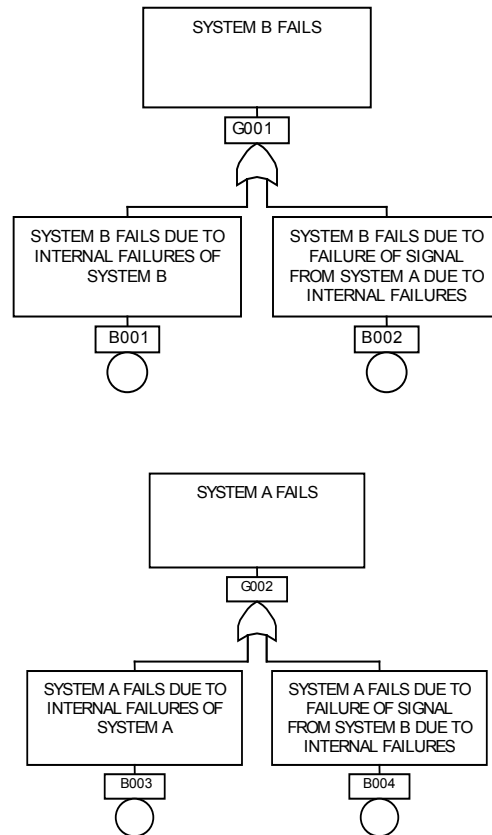 SYSTEM B FAILS
G001
SYSTEM B FAILS DUE TO
INTERNAL FAILURES OF
SYSTEM B
SYSTEM B FAILS DUE TO
FAILURE OF SIGNAL
FROM SYSTEM A DUE TO
INTERNAL FAILURES
B001
B002
SYSTEM A FAILS
G002
SYSTEM A FAILS DUE TO
INTERNAL FAILURES OF
SYSTEM A
SYSTEM A FAILS DUE TO
FAILURE OF SIGNAL
FROM SYSTEM B DUE TO
INTERNAL FAILURES
B003
B004